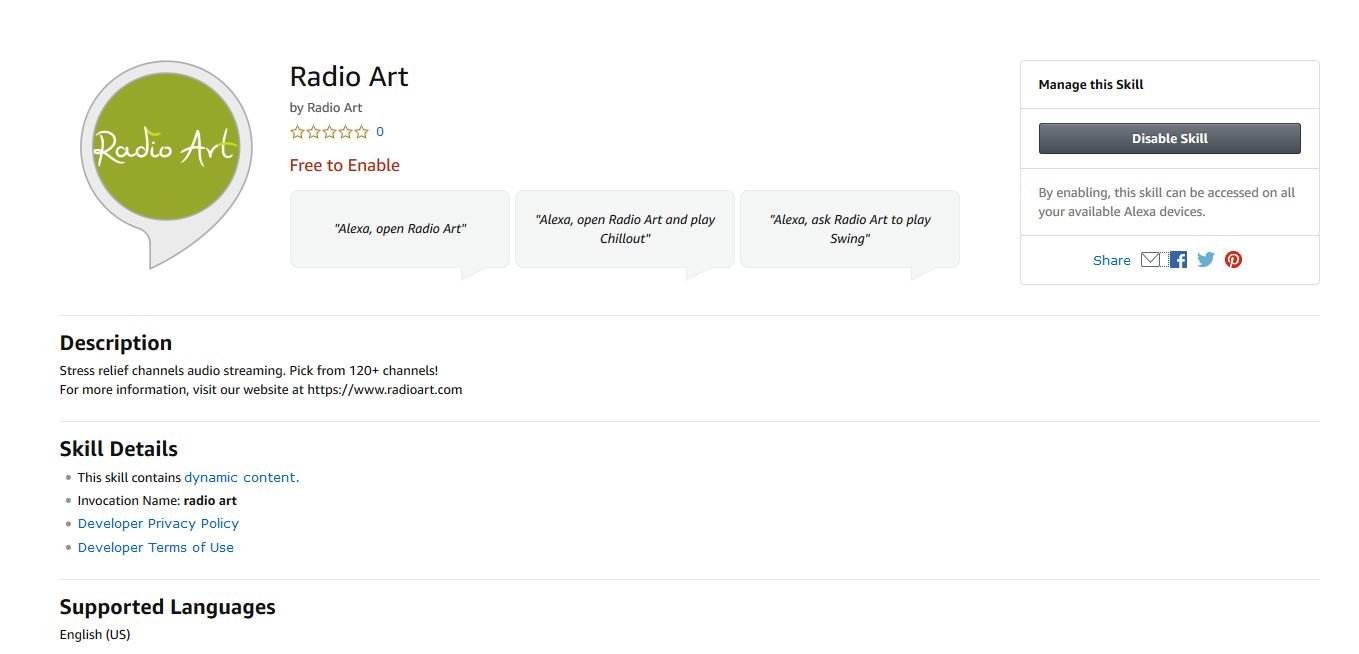 Radio Art
Radio Art
by Radio Art
0
Free to Enable
"Alexa, open Radio Art"
"Alexa, open Radio Art and play
Chillout"
"Alexa, ask Radio Art to play
Swing"
Manage this Skill
Disable Skill
By enabling, this skill can be accessed on all
your available Alexa devices.
Share
Description
Stress relief channels audio streaming. Pick from 120+ channels!
For more information, visit our website at https://www.radioart.com
Skill Details
This skill contains dynamic content.
Invocation Name: radio art
Developer Privacy Policy
Developer Terms of Use
Supported Languages
English (US)